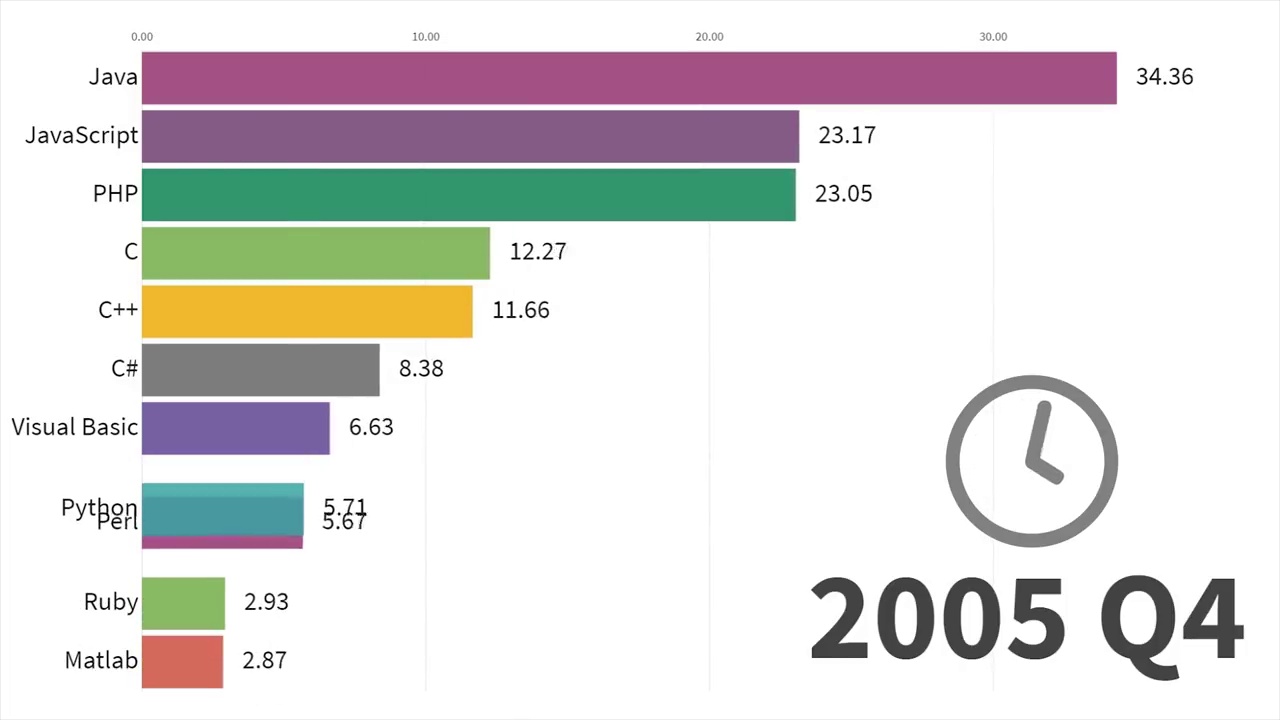 0.00 10.00 20.00 30.00
Java 34.36
JavaScript 23.17
PHP 23.05
C 12.27
C++ 11.66
C# 8.38
Visual Basic 6.63
Python 5.71
Perl 5.67
Ruby 2.93
Matlab 2.87
2005 Q4